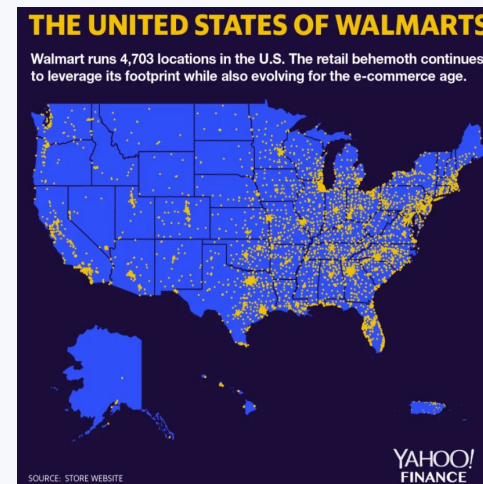 THE UNITED STATES OF WALMARTS
Walmart runs 4,703 locations in the U.S. The retail behemoth continues
to leverage its footprint while also evolving for the e-commerce age.
SOURCE: STORE WEBSITE
YAHOO!
FINANCE